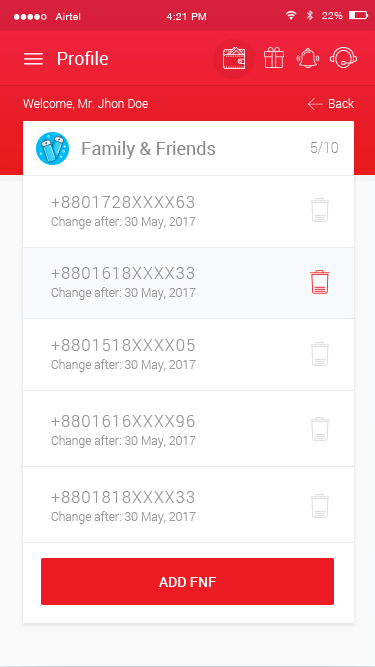 Airtel
4:21 PM
22%
Profile
Welcome, Mr. Jhon Doe
Back
Family & Friends
5/10
+8801728XXXX63
Change after: 30 May, 2017
+8801618XXXX33
Change after: 30 May, 2017
+8801518XXXX05
Change after: 30 May, 2017
+8801616XXXX96
Change after: 30 May, 2017
+8801818XXXX33
Change after: 30 May, 2017
ADD FNF